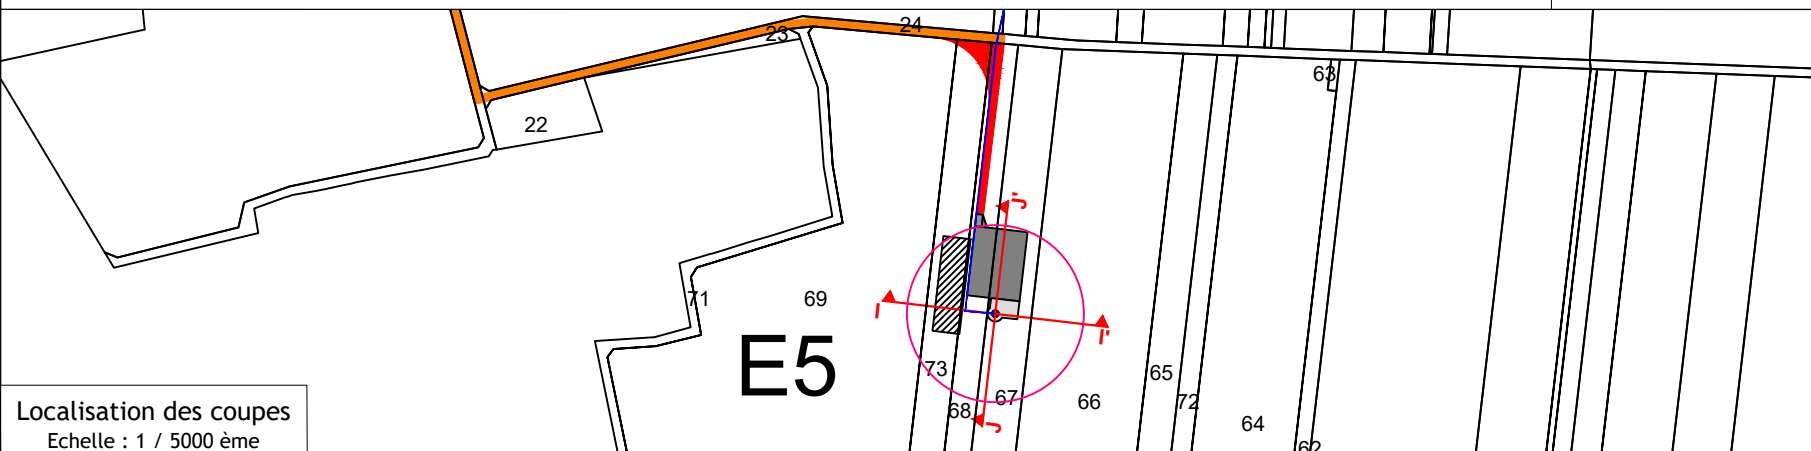 24
23
63
22
J'
71
69
I
I'
E5
73
65
67
66
72
68
J
64
62
Localisation des coupes
Echelle : 1 / 5000 ème